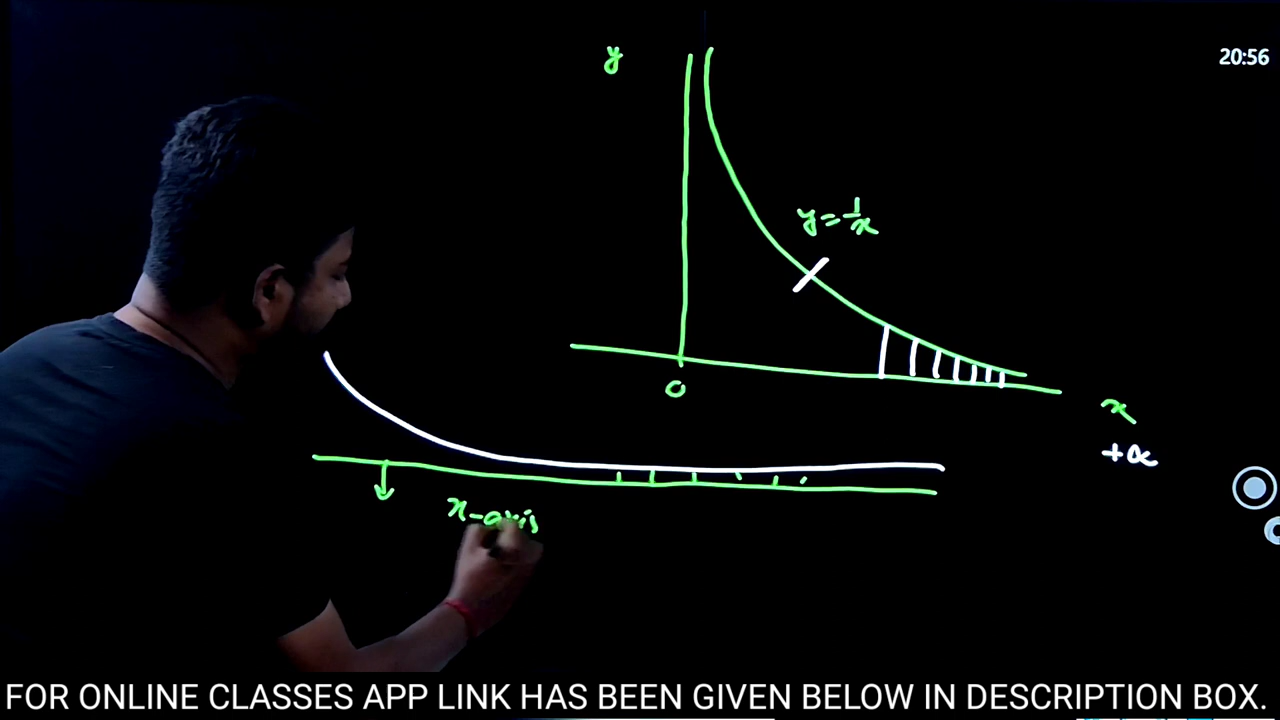 y
20:56
y = 1/x
0
x
+α
x-axis
FOR ONLINE CLASSES APP LINK HAS BEEN GIVEN BELOW IN DESCRIPTION BOX.